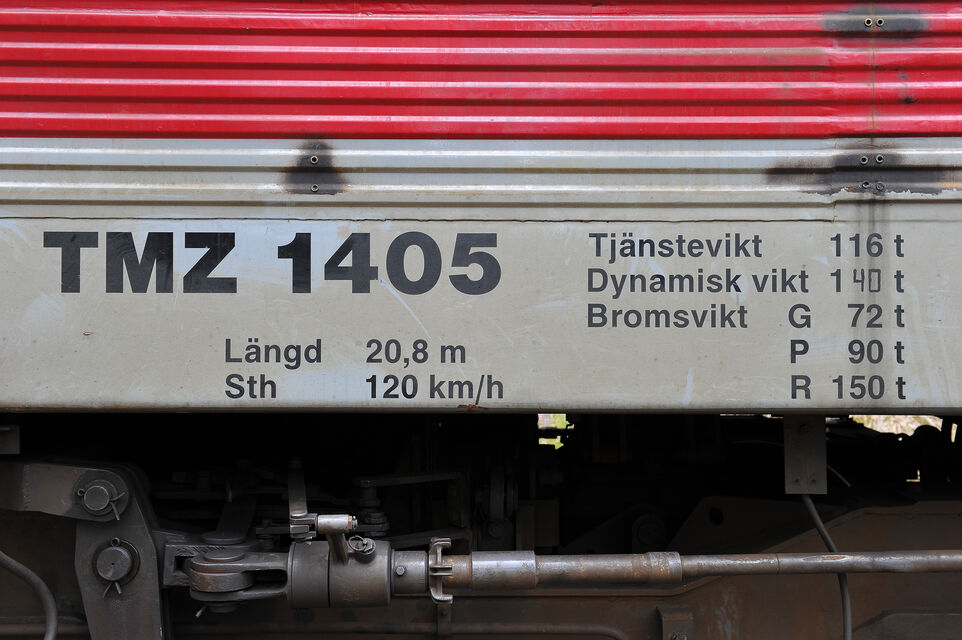 TMZ 1405
Längd 20,8 m
Sth 120 km/h
Tjänstevikt 116 t
Dynamisk vikt 140 t
Bromsvikt G 72 t
P 90 t
R 150 t